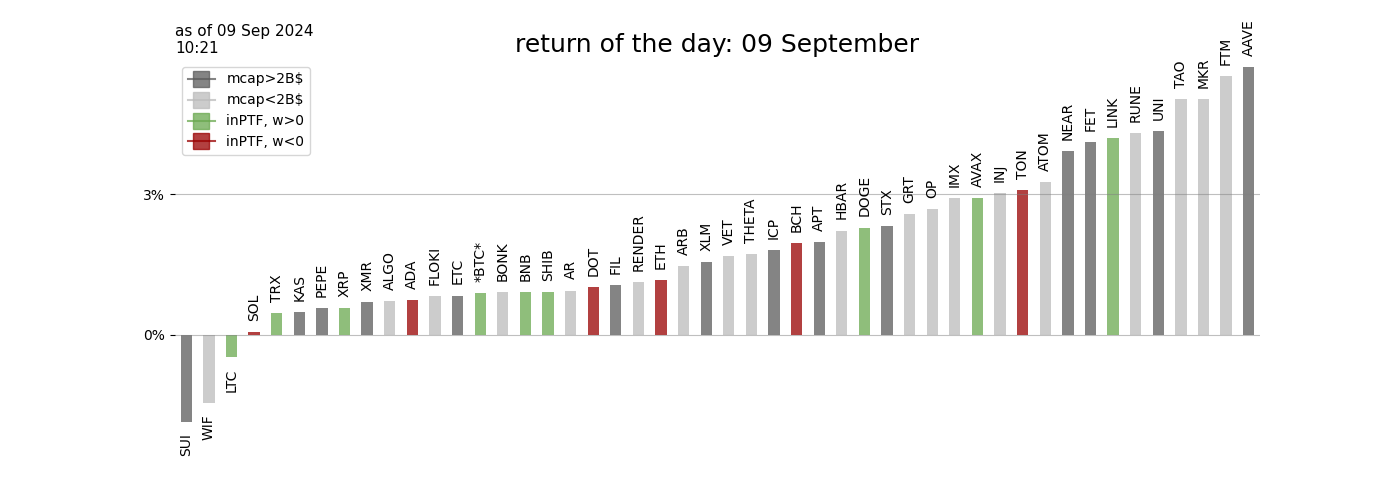 as of 09 Sep 2024
10:21
return of the day: 09 September
mcap>2B$
mcap<2B$
inPTF, w>0
inPTF, w<0
3%
0%
SUI
WIF
LTC
SOL
TRX
KAS
PEPE
XRP
XMR
ALGO
ADA
FLOKI
ETC
*BTC*
BONK
BNB
SHIB
AR
DOT
FIL
RENDER
ETH
ARB
XLM
VET
THETA
ICP
BCH
APT
HBAR
DOGE
STX
GRT
OP
IMX
AVAX
INJ
TON
ATOM
NEAR
FET
LINK
RUNE
UNI
TAO
MKR
FTM
AAVE